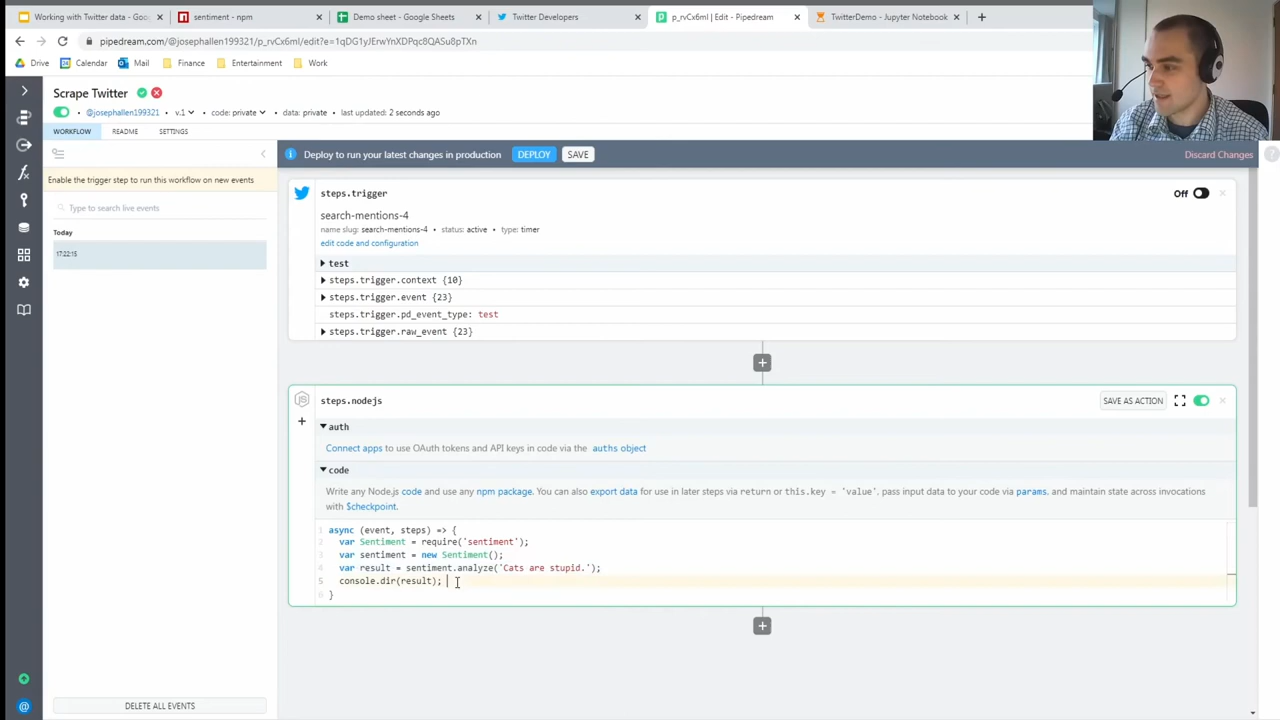 Working with Twitter data - Goo
sentiment - npm
Demo sheet - Google Sheets
Twitter Developers
p_rvCx6ml | Edit - Pipedream
TwitterDemo - Jupyter Notebook
pipedream.com/@josephallen199321/p_rvCx6ml/edit?e=1qDG1yJErwYnXDPqc8QASu8pTXn
Drive
Calendar
Mail
Finance
Entertainment
Work
Scrape Twitter
@josephallen199321 • v.1 • code: private • data: private • last updated: 2 seconds ago
WORKFLOW README SETTINGS
Deploy to run your latest changes in production DEPLOY SAVE Discard Changes
Enable the trigger step to run this workflow on new events
Type to search live events
Today
17:22:15
DELETE ALL EVENTS
steps.trigger Off
search-mentions-4
name slug: search-mentions-4 • status: active • type: timer
edit code and configuration
test
steps.trigger.context {10}
steps.trigger.event {23}
steps.trigger.pd_event_type: test
steps.trigger.raw_event {23}
steps.nodejs SAVE AS ACTION
auth
Connect apps to use OAuth tokens and API keys in code via the auths object
code
Write any Node.js code and use any npm package. You can also export data for use in later steps via return or this.key = 'value', pass input data to your code via params, and maintain state across invocations
with $checkpoint.
1 async (event, steps) => {
2 var Sentiment = require('sentiment');
3 var sentiment = new Sentiment();
4 var result = sentiment.analyze('Cats are stupid.');
5 console.dir(result);
6 }